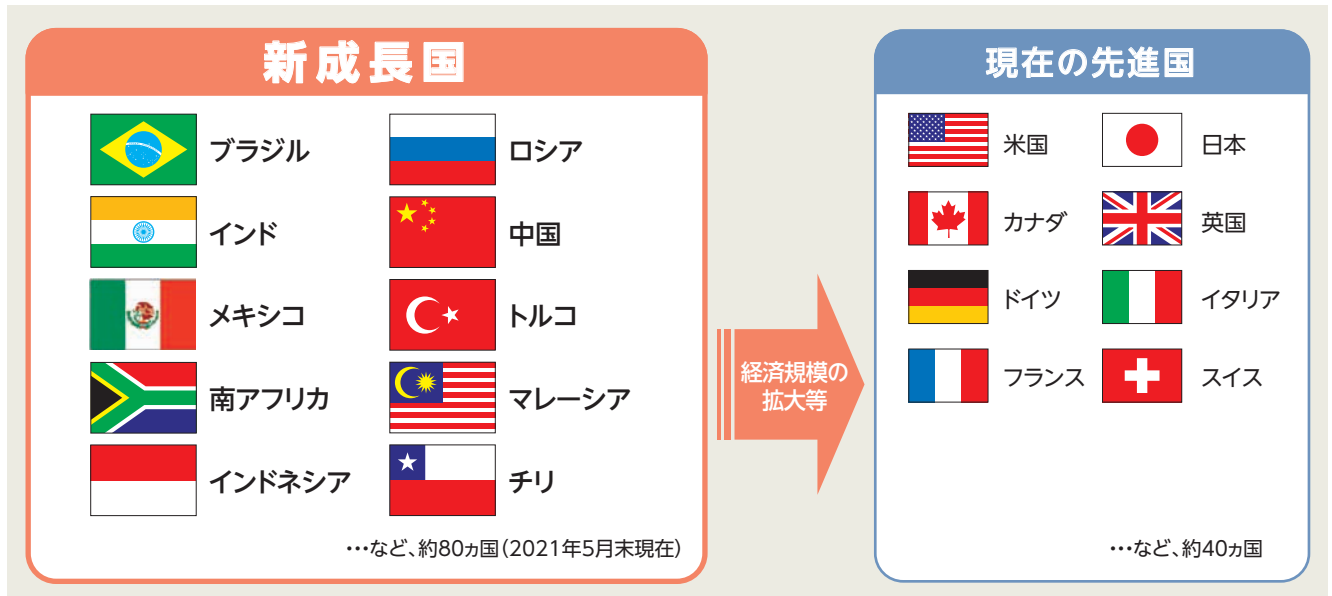 新成長国
ブラジル
ロシア
インド
中国
メキシコ
トルコ
南アフリカ
マレーシア
インドネシア
チリ
…など、約80ヵ国(2021年5月末現在)
経済規模の
拡大等
現在の先進国
米国
日本
カナダ
英国
ドイツ
イタリア
フランス
スイス
…など、約40ヵ国